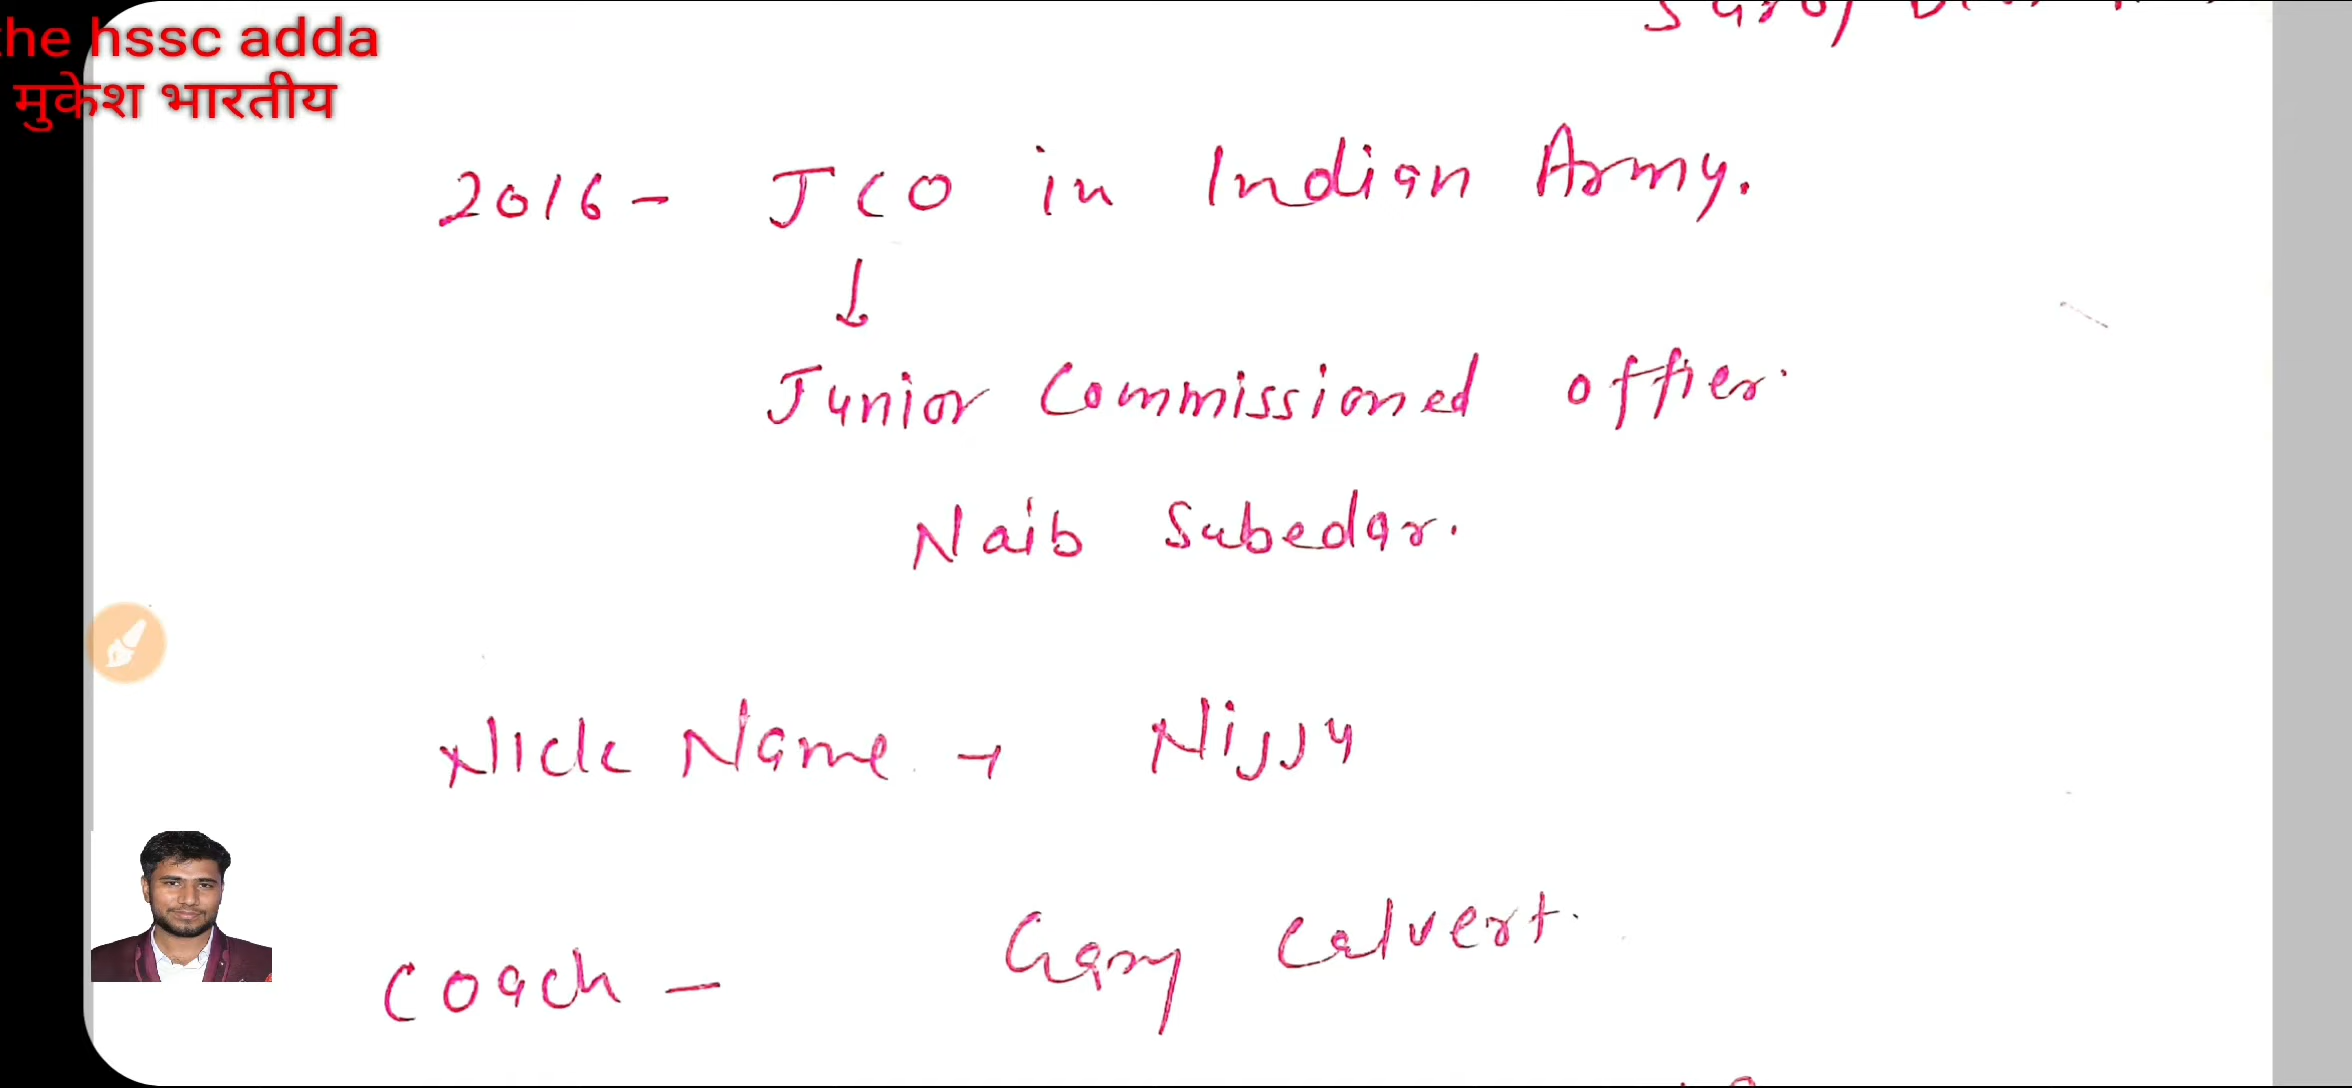 the hssc adda
मुकेश भारतीय
2016 - JCO in Indian Army.
↓
Junior Commissioned offier.
Naib Subedar.
Nick Name → Nijjy
Coach - Gary Calvert.